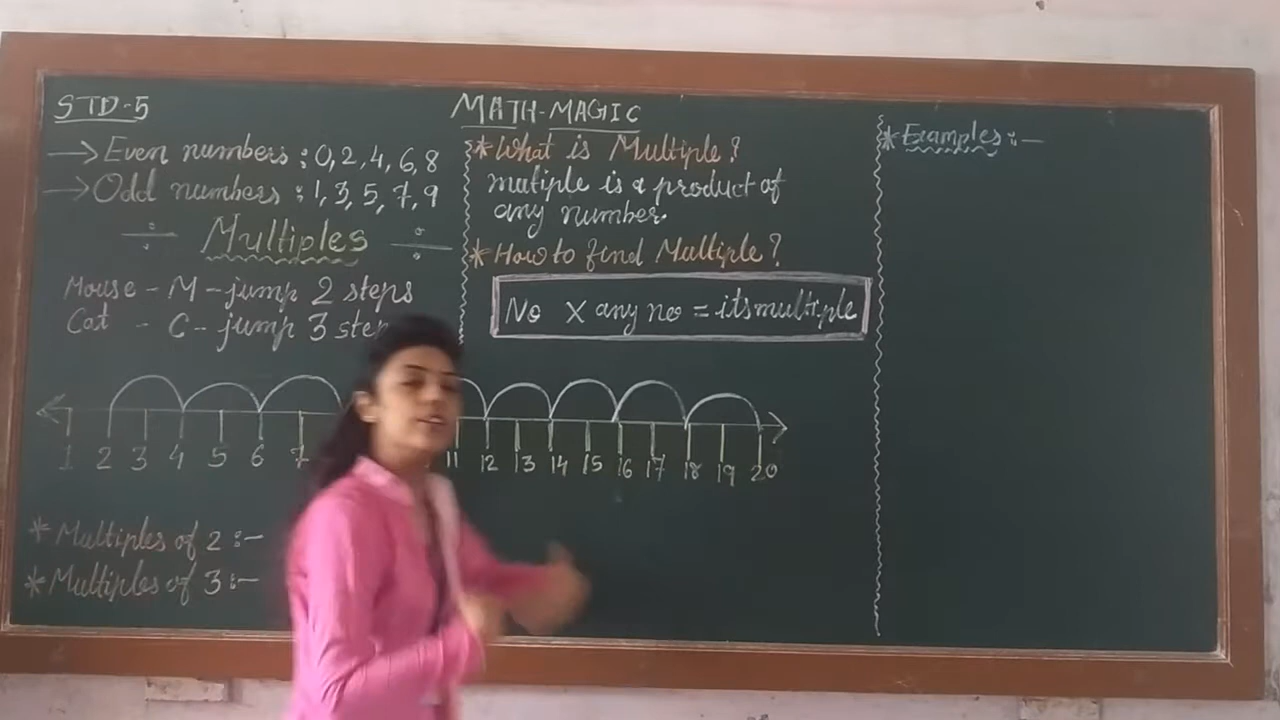 STD-5
MATH-MAGIC
→ Even numbers : 0, 2, 4, 6, 8
→ Odd numbers : 1, 3, 5, 7, 9
÷ Multiples ÷
Mouse - M - jump 2 steps
Cat - C - jump 3
1 2 3 4 5 6 7 11 12 13 14 15 16 17 18 19 20
* Multiples of 2 :-
* Multiples of 3 :-
* What is Multiple?
multiple is a product of
any number.
* How to find Multiple?
No X any no = its multiple
* Examples :-